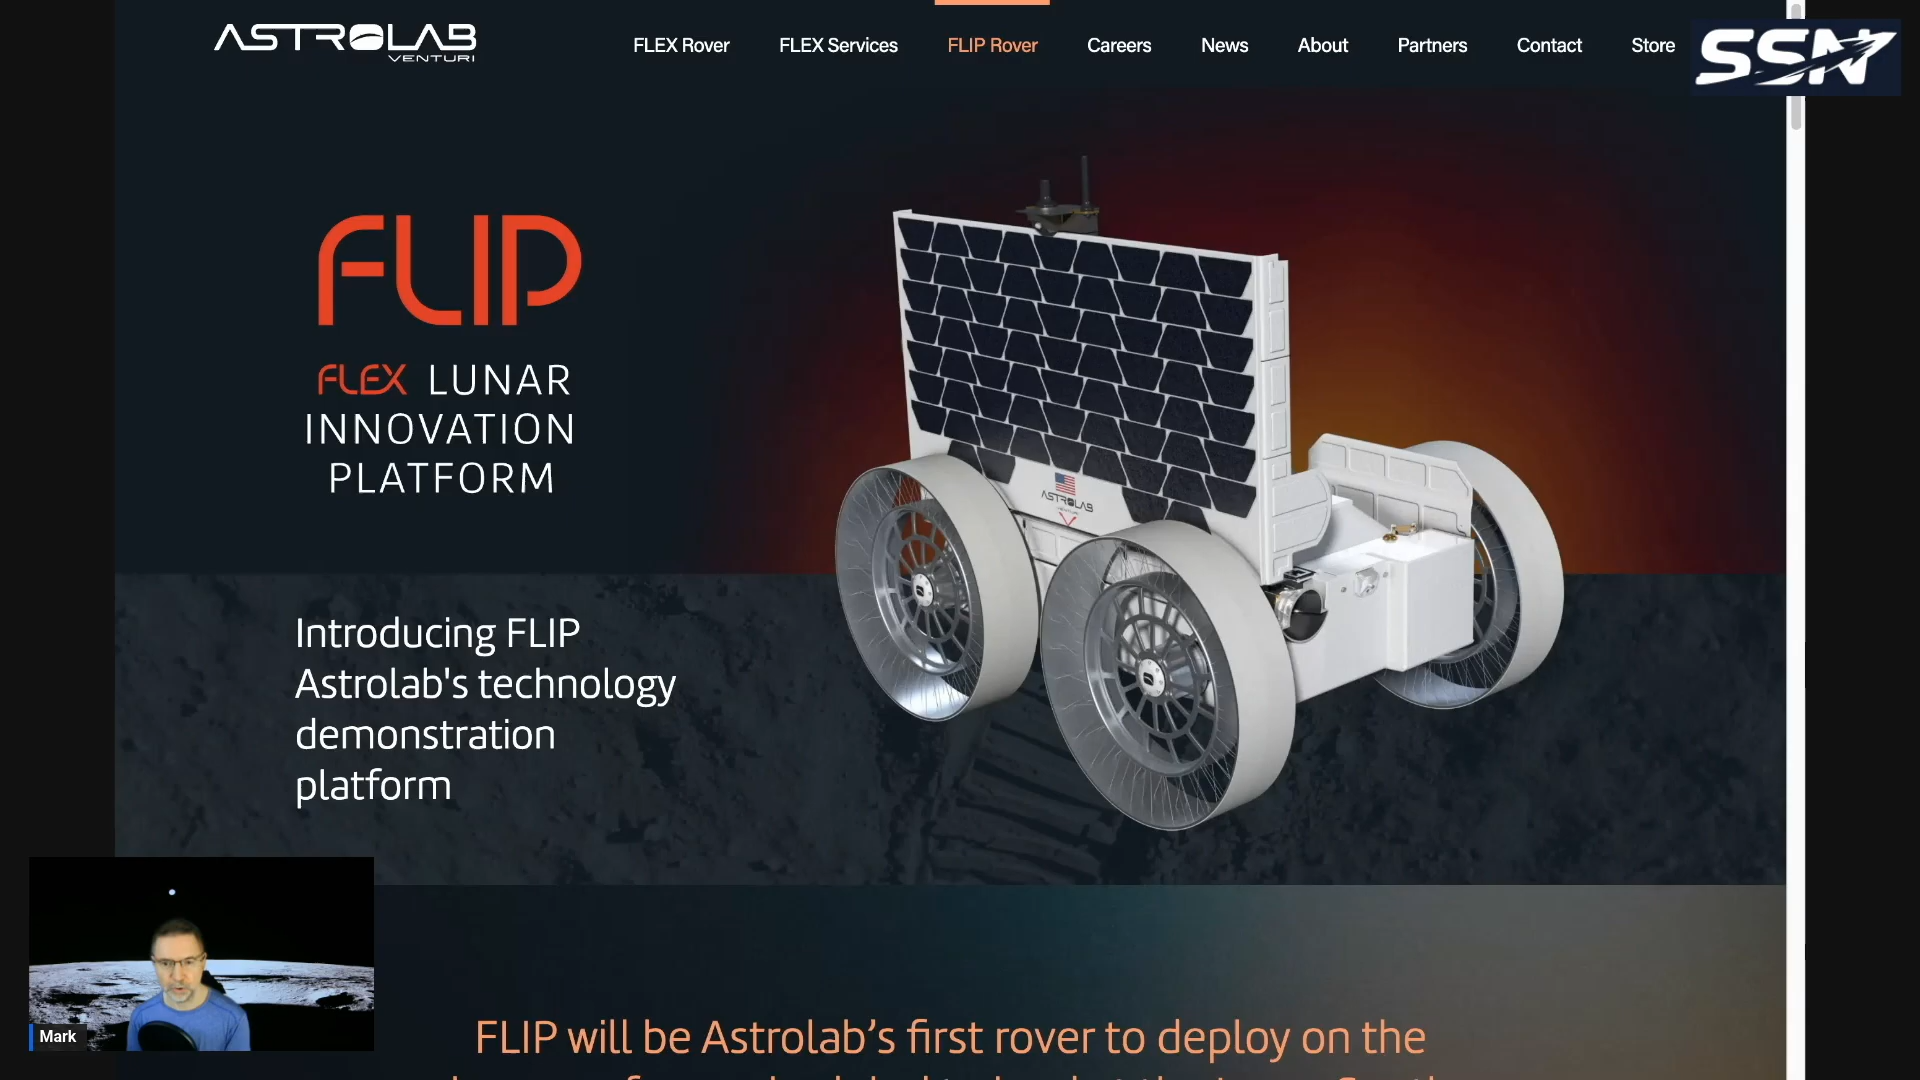 ASTROLAB
VENTURI
FLEX Rover
FLEX Services
FLIP Rover
Careers
News
About
Partners
Contact
Store
SSN
FLIP
FLEX LUNAR
INNOVATION
PLATFORM
ASTROLAB
Introducing FLIP
Astrolab's technology
demonstration
platform
Mark
FLIP will be Astrolab’s first rover to deploy on the